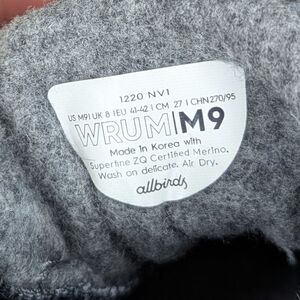 1220 NV1
US M9 | UK 8 | EU 41-42 | CM 27 | CHN 270/95
WRUM|M9
Made in Korea with
Superfine ZQ Certified Merino.
Wash on delicate. Air Dry.
allbirds